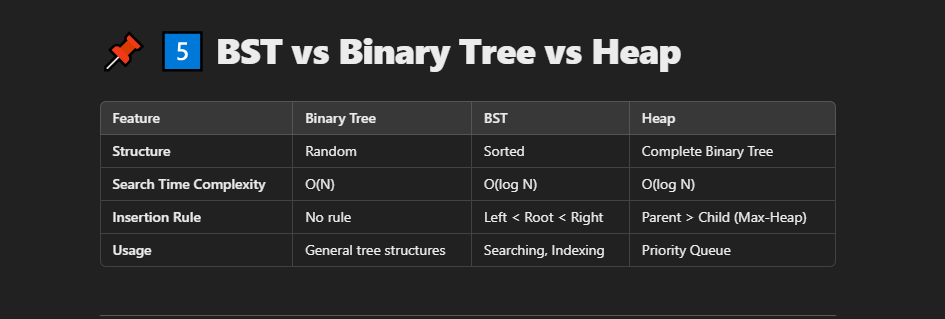 📌 5️⃣ BST vs Binary Tree vs Heap
Feature Binary Tree BST Heap
Structure Random Sorted Complete Binary Tree
Search Time Complexity O(N) O(log N) O(log N)
Insertion Rule No rule Left < Root < Right Parent > Child (Max-Heap)
Usage General tree structures Searching, Indexing Priority Queue